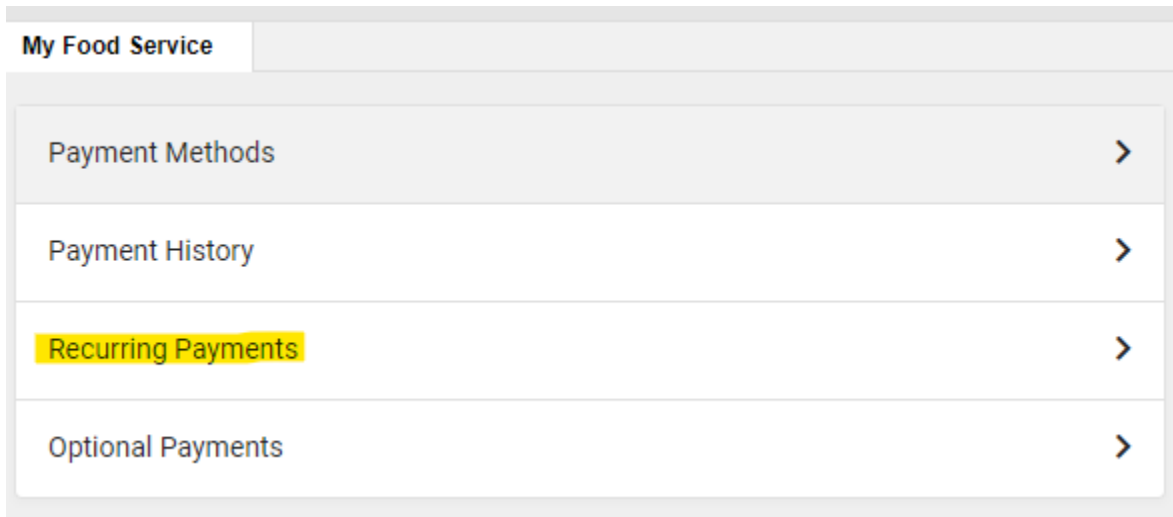 My Food Service
Payment Methods
Payment History
Recurring Payments
Optional Payments